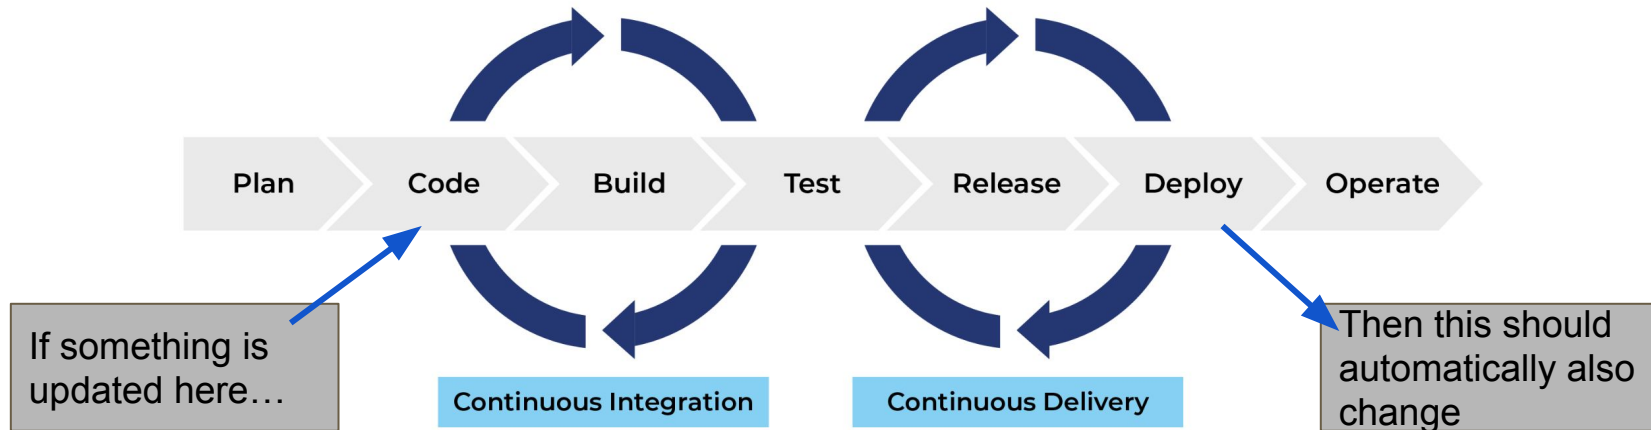 Plan
Code
Build
Test
Release
Deploy
Operate
If something is
updated here…
Continuous Integration
Continuous Delivery
Then this should
automatically also
change